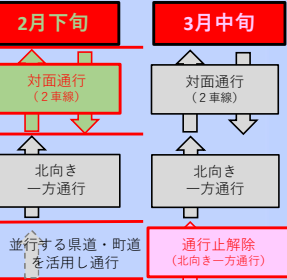 2月下旬
3月中旬
対面通行
(2車線)
対面通行
(2車線)
北向き
一方通行
北向き
一方通行
並行する県道・町道
を活用し通行
通行止解除
(北向き一方通行)